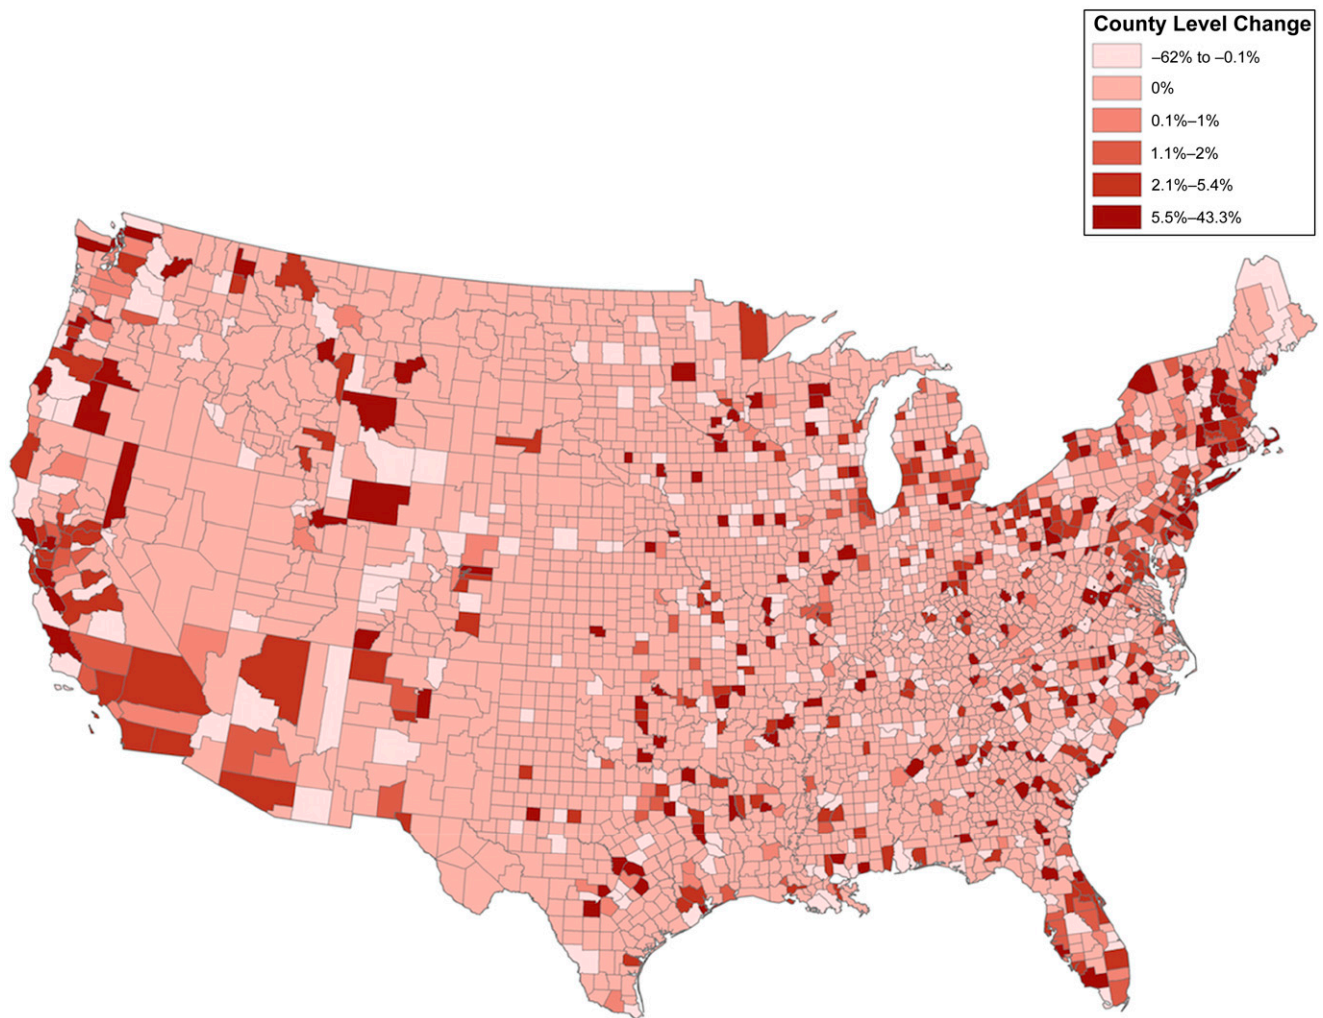 County Level Change
–62% to –0.1%
0%
0.1%–1%
1.1%–2%
2.1%–5.4%
5.5%–43.3%